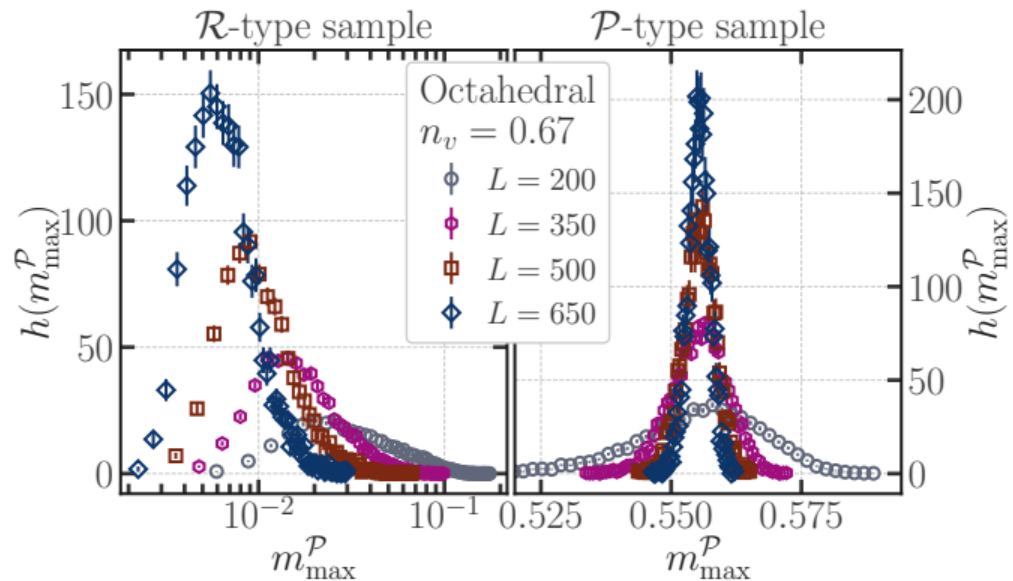 R-type sample
P-type sample
h(m^P_max)
150
100
50
0
10^-2
10^-1
m^P_max
Octahedral
n_v = 0.67
L = 200
L = 350
L = 500
L = 650
200
150
100
50
0
0.525
0.550
0.575
m^P_max
h(m^P_max)